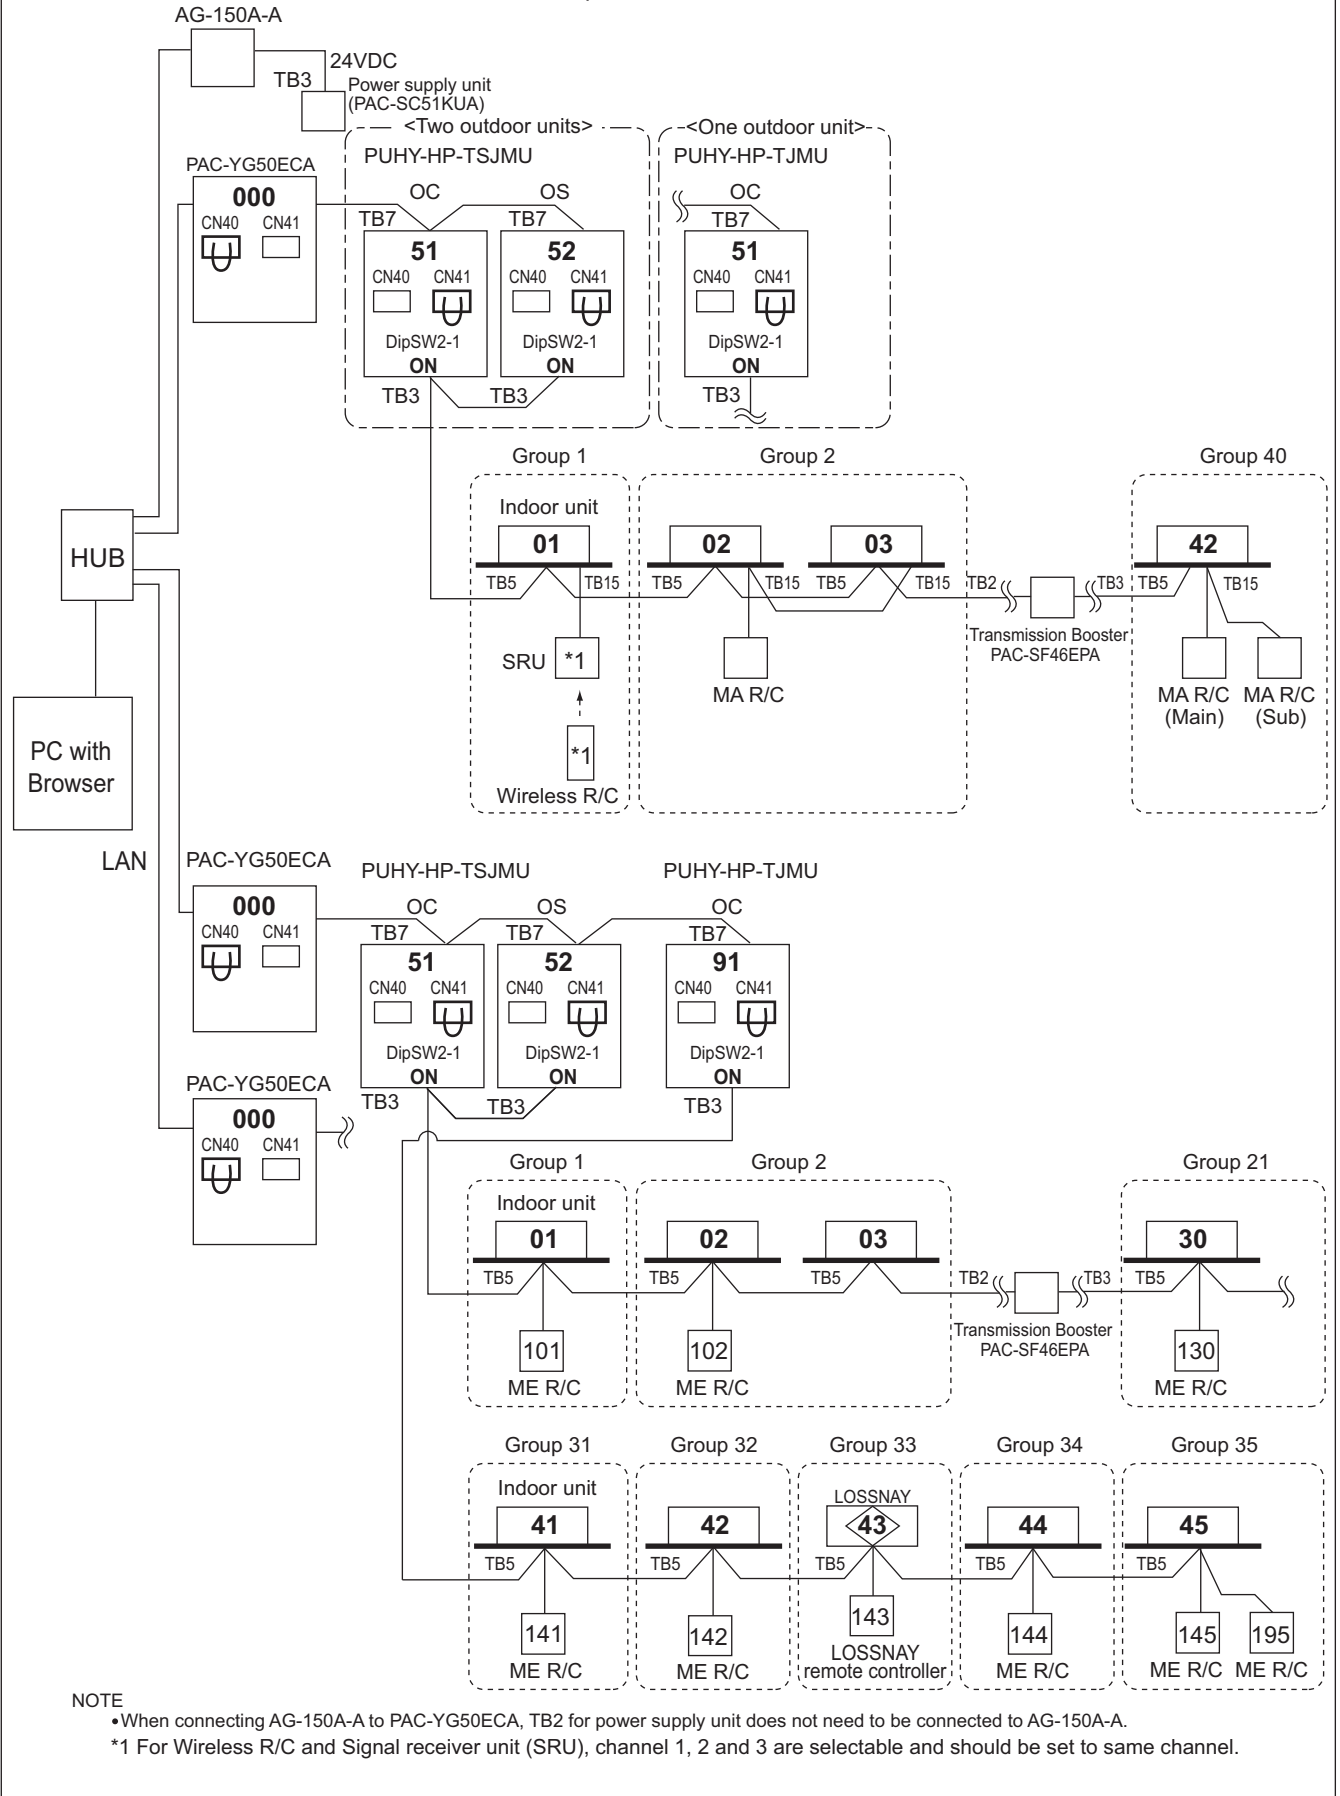 AG-150A-A
24VDC
TB3
Power supply unit
(PAC-SC51KUA)
<Two outdoor units>
<One outdoor unit>
PUHY-HP-TSJMU
PUHY-HP-TJMU
PAC-YG50ECA
000
CN40 CN41
OC OS OC
TB7 TB7 TB7
51 52 51
CN40 CN41 CN40 CN41 CN40 CN41
DipSW2-1 DipSW2-1 DipSW2-1
ON ON ON
TB3 TB3 TB3
Group 1 Group 2 Group 40
Indoor unit
01 02 03 42
TB5 TB15 TB5 TB15 TB5 TB15 TB2 TB3 TB5 TB15
HUB
Transmission Booster
PAC-SF46EPA
SRU *1
MA R/C
MA R/C MA R/C
(Main) (Sub)
*1
Wireless R/C
PC with
Browser
LAN
PAC-YG50ECA
000
CN40 CN41
PUHY-HP-TSJMU
PUHY-HP-TJMU
OC OS OC
TB7 TB7 TB7
51 52 91
CN40 CN41 CN40 CN41 CN40 CN41
DipSW2-1 DipSW2-1 DipSW2-1
ON ON ON
TB3 TB3 TB3
PAC-YG50ECA
000
CN40 CN41
Group 1 Group 2 Group 21
Indoor unit
01 02 03 30
TB5 TB5 TB5 TB2 TB3 TB5
Transmission Booster
PAC-SF46EPA
101 102 130
ME R/C ME R/C ME R/C
Group 31 Group 32 Group 33 Group 34 Group 35
Indoor unit
LOSSNAY
41 42 43 44 45
TB5 TB5 TB5 TB5 TB5
141 142 143 144 145 195
ME R/C ME R/C
LOSSNAY
remote controller
ME R/C ME R/C ME R/C
NOTE
•When connecting AG-150A-A to PAC-YG50ECA, TB2 for power supply unit does not need to be connected to AG-150A-A.
*1 For Wireless R/C and Signal receiver unit (SRU), channel 1, 2 and 3 are selectable and should be set to same channel.